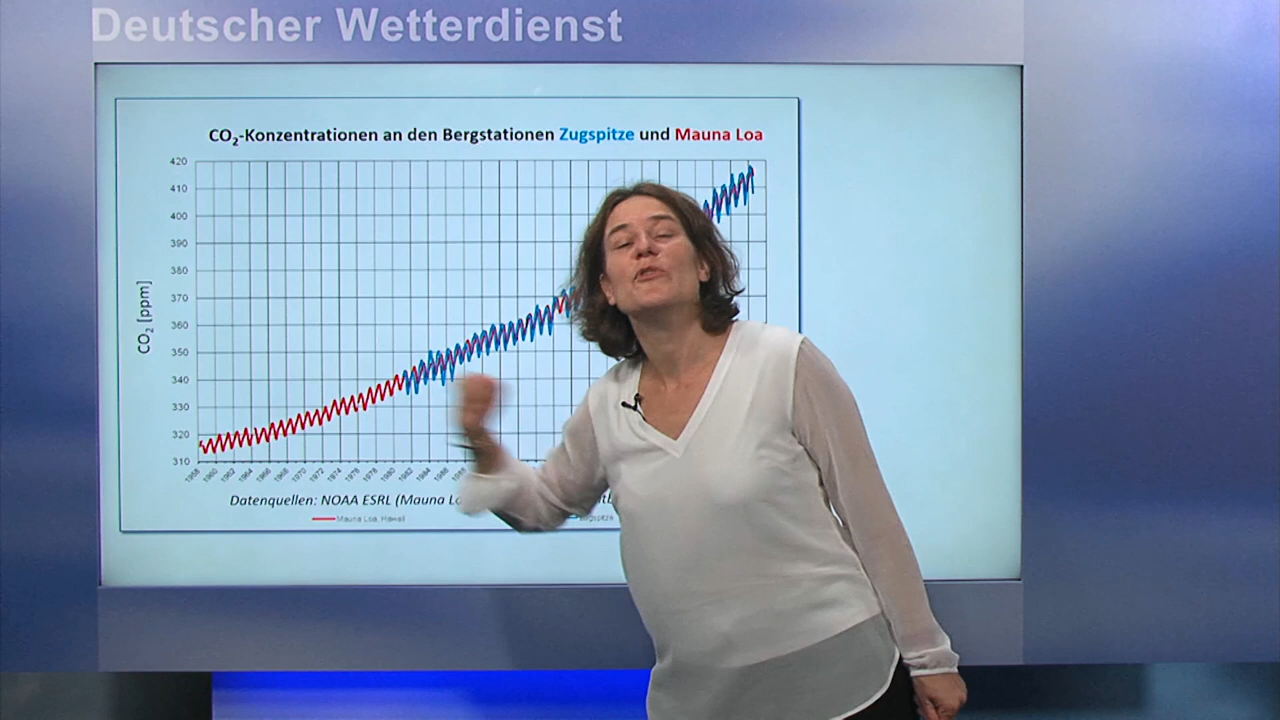 Deutscher Wetterdienst
CO₂-Konzentrationen an den Bergstationen Zugspitze und Mauna Loa
420
410
400
390
380
370
360
350
340
330
320
310
CO₂ [ppm]
1958 1960 1962 1964 1966 1968 1970 1972 1974 1976 1978 1980 1982 1984 1986
Datenquellen: NOAA ESRL (Mauna
Mauna Loa, Hawaii